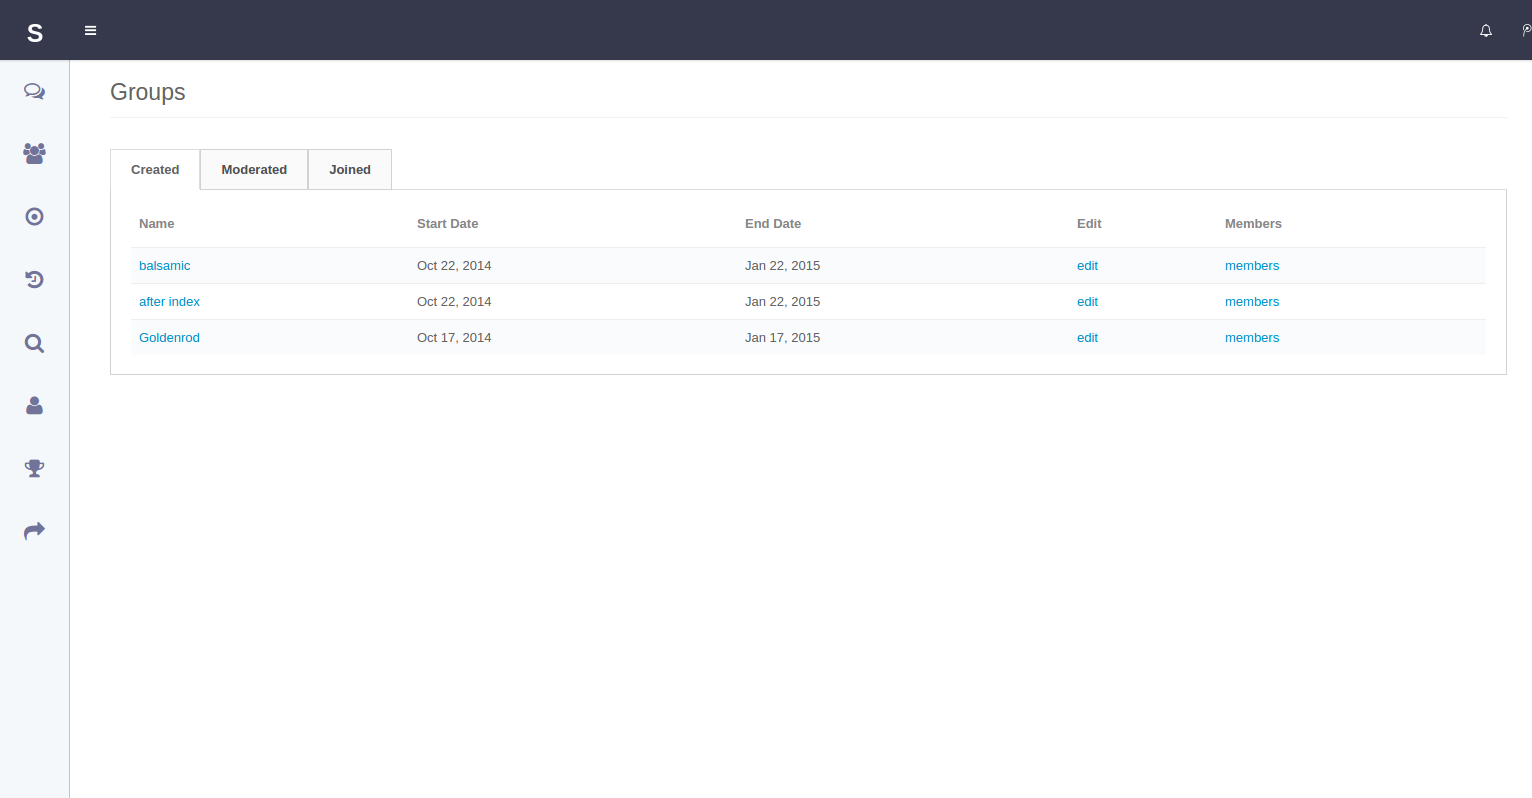 S
Groups
Created Moderated Joined
Name Start Date End Date Edit Members
balsamic Oct 22, 2014 Jan 22, 2015 edit members
after index Oct 22, 2014 Jan 22, 2015 edit members
Goldenrod Oct 17, 2014 Jan 17, 2015 edit members